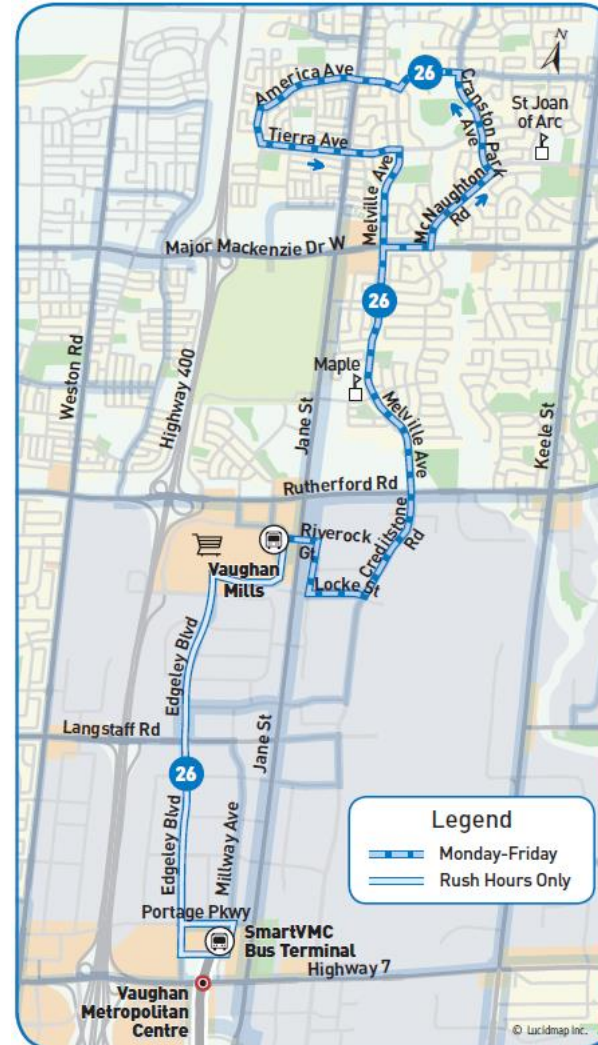 26
America Ave
Cranston Park
Ave
St Joan
of Arc
Tierra Ave
Melville Ave
McNaughton
Rd
Major Mackenzie Dr W
26
Weston Rd
Highway 400
Jane St
Maple
Melville Ave
Keele St
Rutherford Rd
Riverock
Gt
Creditstone
Rd
Vaughan
Mills
Locke St
Edgeley Blvd
Langstaff Rd
Jane St
26
Edgeley Blvd
Millway Ave
Legend
Monday-Friday
Rush Hours Only
Portage Pkwy
SmartVMC
Bus Terminal
Highway 7
Vaughan
Metropolitan
Centre
© Lucidmap Inc.
N